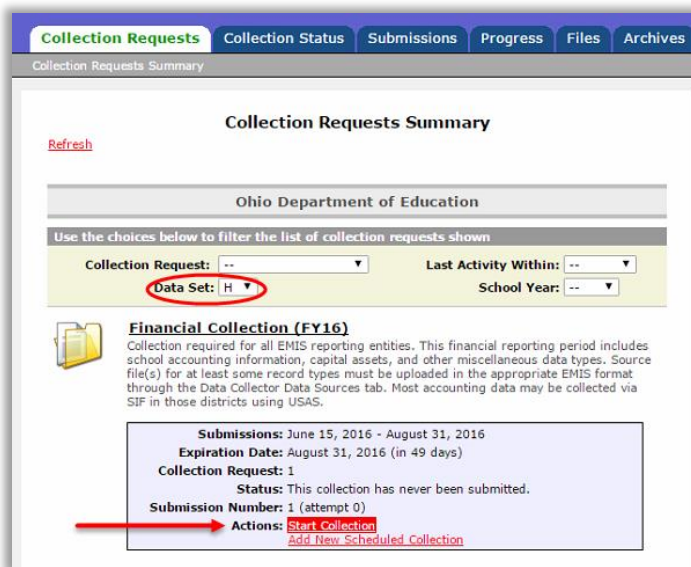 Collection Requests Collection Status Submissions Progress Files Archives
Collection Requests Summary
Collection Requests Summary
Refresh
Ohio Department of Education
Use the choices below to filter the list of collection requests shown
Collection Request: -- Last Activity Within: --
Data Set: H School Year: --
Financial Collection (FY16)
Collection required for all EMIS reporting entities. This financial reporting period includes
school accounting information, capital assets, and other miscellaneous data types. Source
file(s) for at least some record types must be uploaded in the appropriate EMIS format
through the Data Collector Data Sources tab. Most accounting data may be collected via
SIF in those districts using USAS.
Submissions: June 15, 2016 - August 31, 2016
Expiration Date: August 31, 2016 (in 49 days)
Collection Request: 1
Status: This collection has never been submitted.
Submission Number: 1 (attempt 0)
Actions: Start Collection
Add New Scheduled Collection